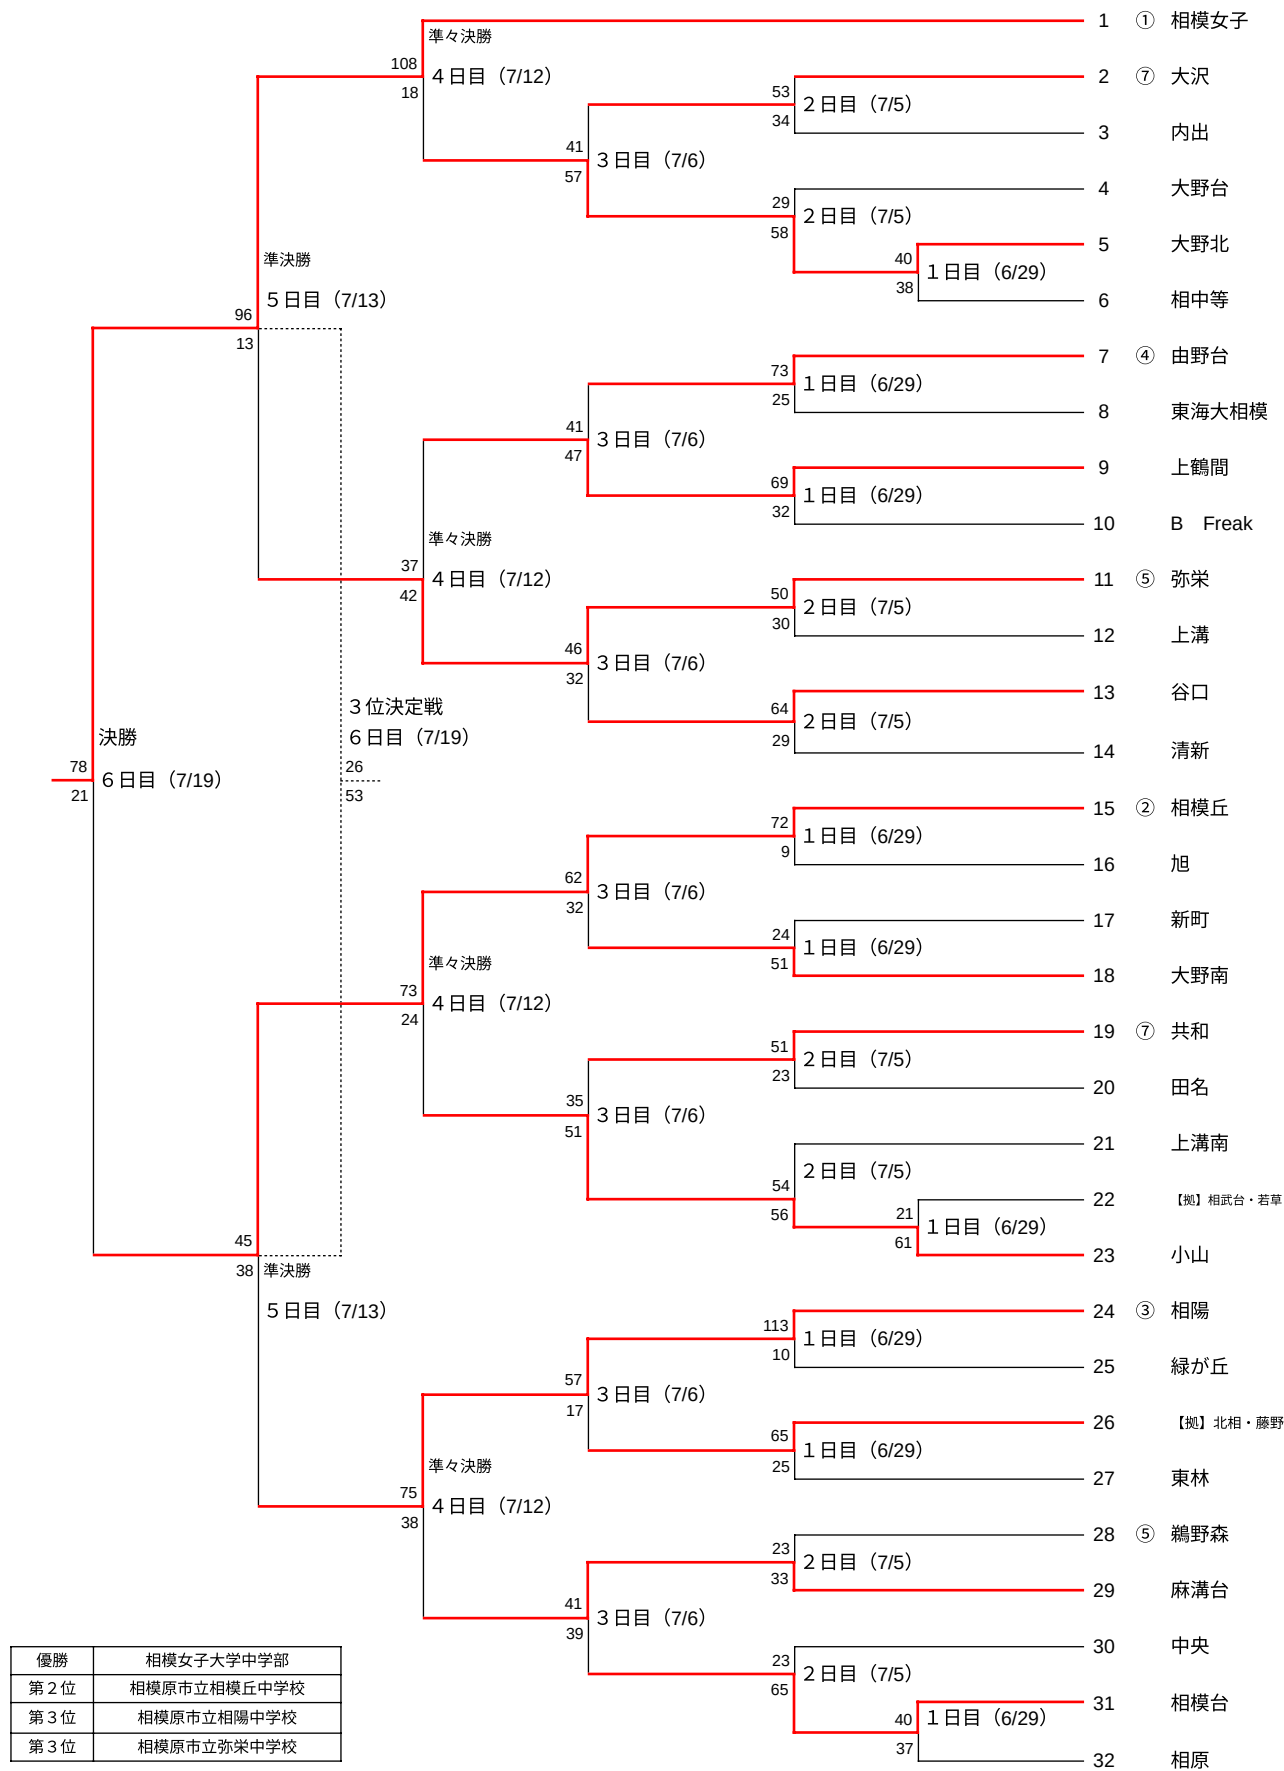 1 ① 相模女子
準々決勝
108
４日目（7/12）
18
2 ⑦ 大沢
53
２日目（7/5）
34
3 内出
41
３日目（7/6）
57
4 大野台
29
２日目（7/5）
58
5 大野北
40
１日目（6/29）
38
6 相中等
準決勝
５日目（7/13）
96
13
7 ④ 由野台
73
１日目（6/29）
25
8 東海大相模
41
３日目（7/6）
47
9 上鶴間
69
１日目（6/29）
32
10 B　Freak
準々決勝
37
４日目（7/12）
42
11 ⑤ 弥栄
50
２日目（7/5）
30
12 上溝
46
３日目（7/6）
32
13 谷口
64
２日目（7/5）
29
14 清新
３位決定戦
６日目（7/19）
26
53
決勝
78
６日目（7/19）
21
15 ② 相模丘
72
１日目（6/29）
9
16 旭
62
３日目（7/6）
32
17 新町
24
１日目（6/29）
51
18 大野南
準々決勝
73
４日目（7/12）
24
19 ⑦ 共和
51
２日目（7/5）
23
20 田名
35
３日目（7/6）
51
21 上溝南
２日目（7/5）
54
56
22 【拠】相武台・若草
21
１日目（6/29）
61
23 小山
45
38
準決勝
５日目（7/13）
24 ③ 相陽
113
１日目（6/29）
10
25 緑が丘
57
３日目（7/6）
17
26 【拠】北相・藤野
65
１日目（6/29）
25
27 東林
準々決勝
75
４日目（7/12）
38
28 ⑤ 鵜野森
23
２日目（7/5）
33
29 麻溝台
41
３日目（7/6）
39
30 中央
23
２日目（7/5）
65
31 相模台
40
１日目（6/29）
37
32 相原
優勝 相模女子大学中学部
第２位 相模原市立相模丘中学校
第３位 相模原市立相陽中学校
第３位 相模原市立弥栄中学校